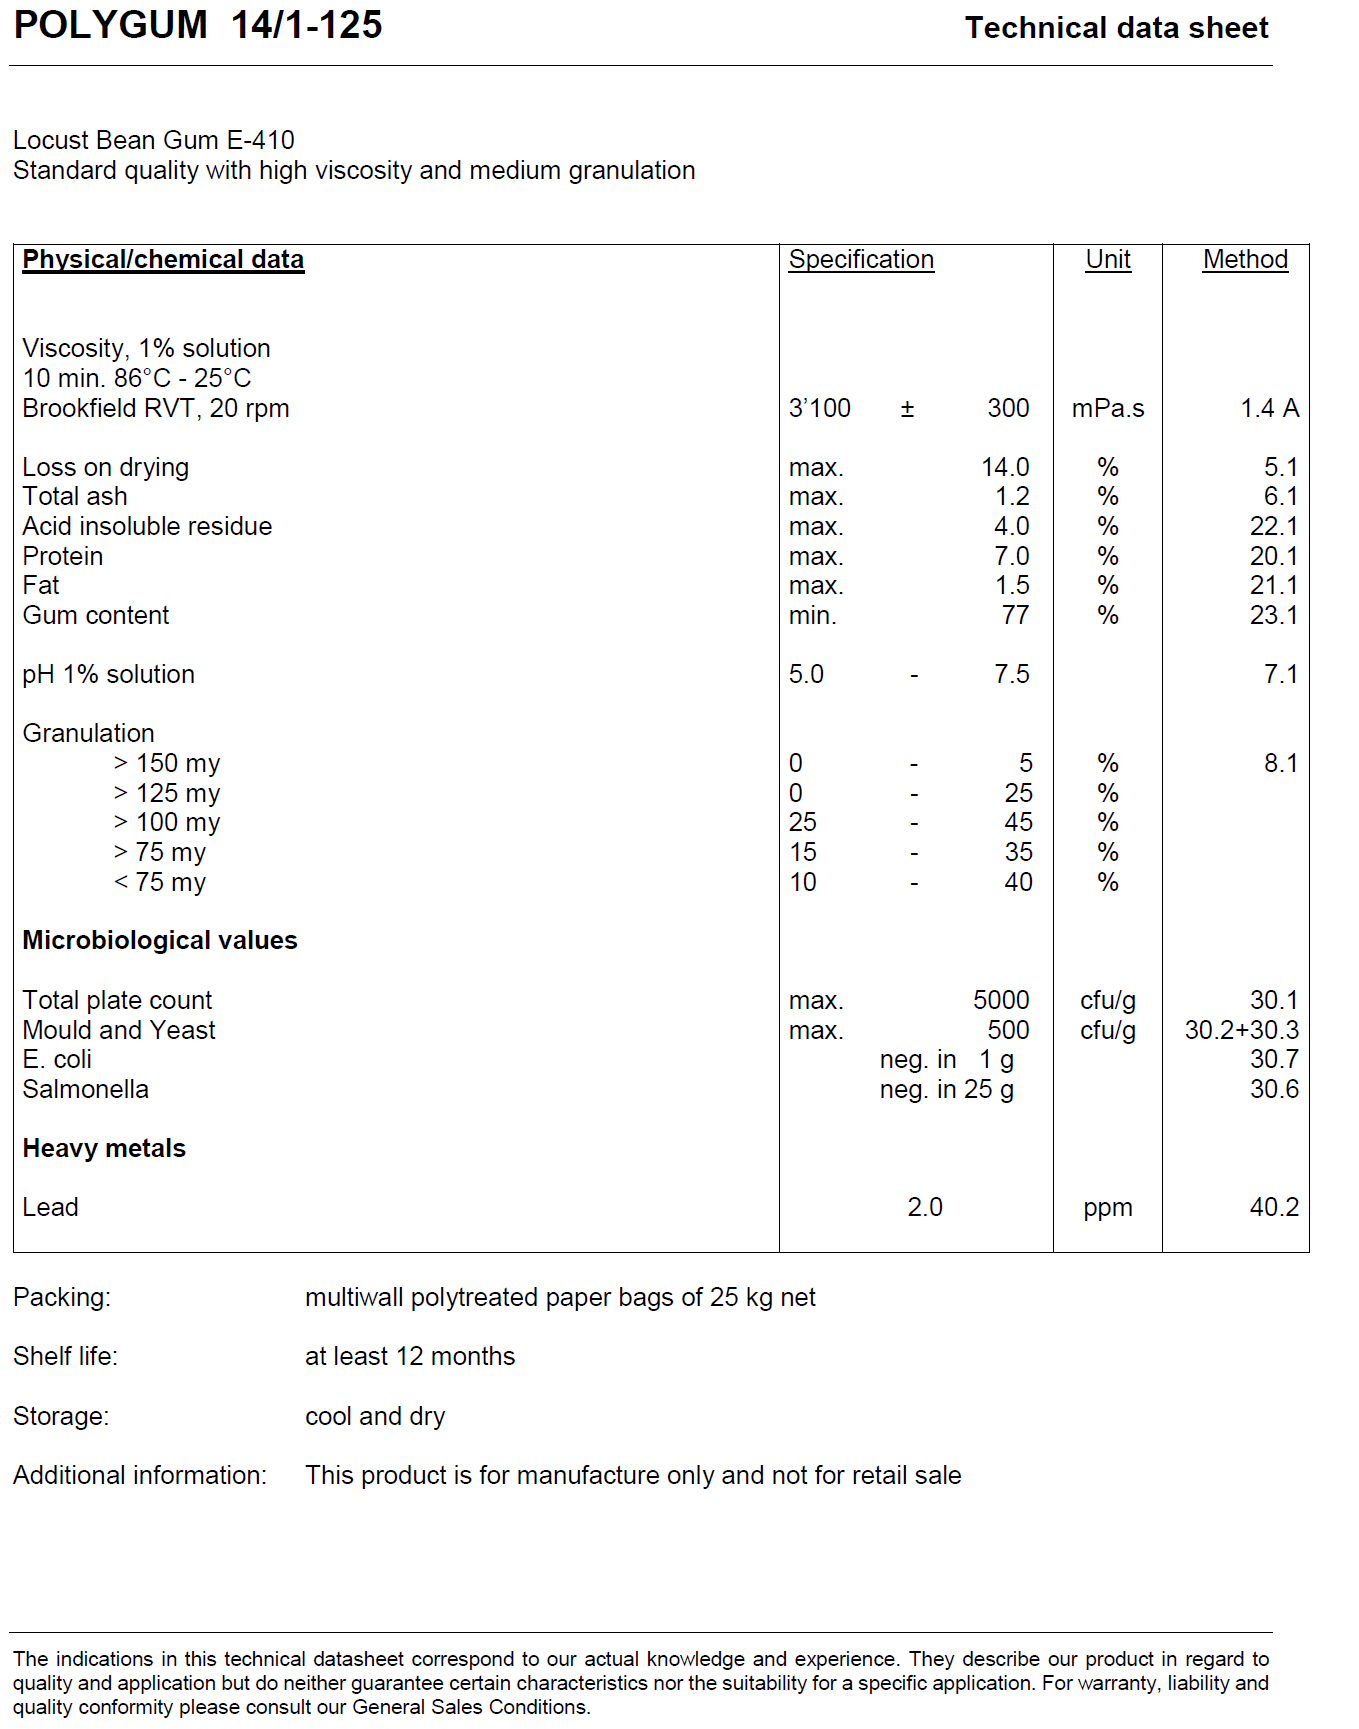 POLYGUM 14/1-125 Technical data sheet
Locust Bean Gum E-410
Standard quality with high viscosity and medium granulation
Physical/chemical data Specification Unit Method
Viscosity, 1% solution
10 min. 86°C - 25°C
Brookfield RVT, 20 rpm 3’100 ± 300 mPa.s 1.4 A
Loss on drying max. 14.0 % 5.1
Total ash max. 1.2 % 6.1
Acid insoluble residue max. 4.0 % 22.1
Protein max. 7.0 % 20.1
Fat max. 1.5 % 21.1
Gum content min. 77 % 23.1
pH 1% solution 5.0 - 7.5 7.1
Granulation
> 150 my 0 - 5 % 8.1
> 125 my 0 - 25 %
> 100 my 25 - 45 %
> 75 my 15 - 35 %
< 75 my 10 - 40 %
Microbiological values
Total plate count max. 5000 cfu/g 30.1
Mould and Yeast max. 500 cfu/g 30.2+30.3
E. coli neg. in 1 g 30.7
Salmonella neg. in 25 g 30.6
Heavy metals
Lead 2.0 ppm 40.2
Packing: multiwall polytreated paper bags of 25 kg net
Shelf life: at least 12 months
Storage: cool and dry
Additional information: This product is for manufacture only and not for retail sale
The indications in this technical datasheet correspond to our actual knowledge and experience. They describe our product in regard to
quality and application but do neither guarantee certain characteristics nor the suitability for a specific application. For warranty, liability and
quality conformity please consult our General Sales Conditions.